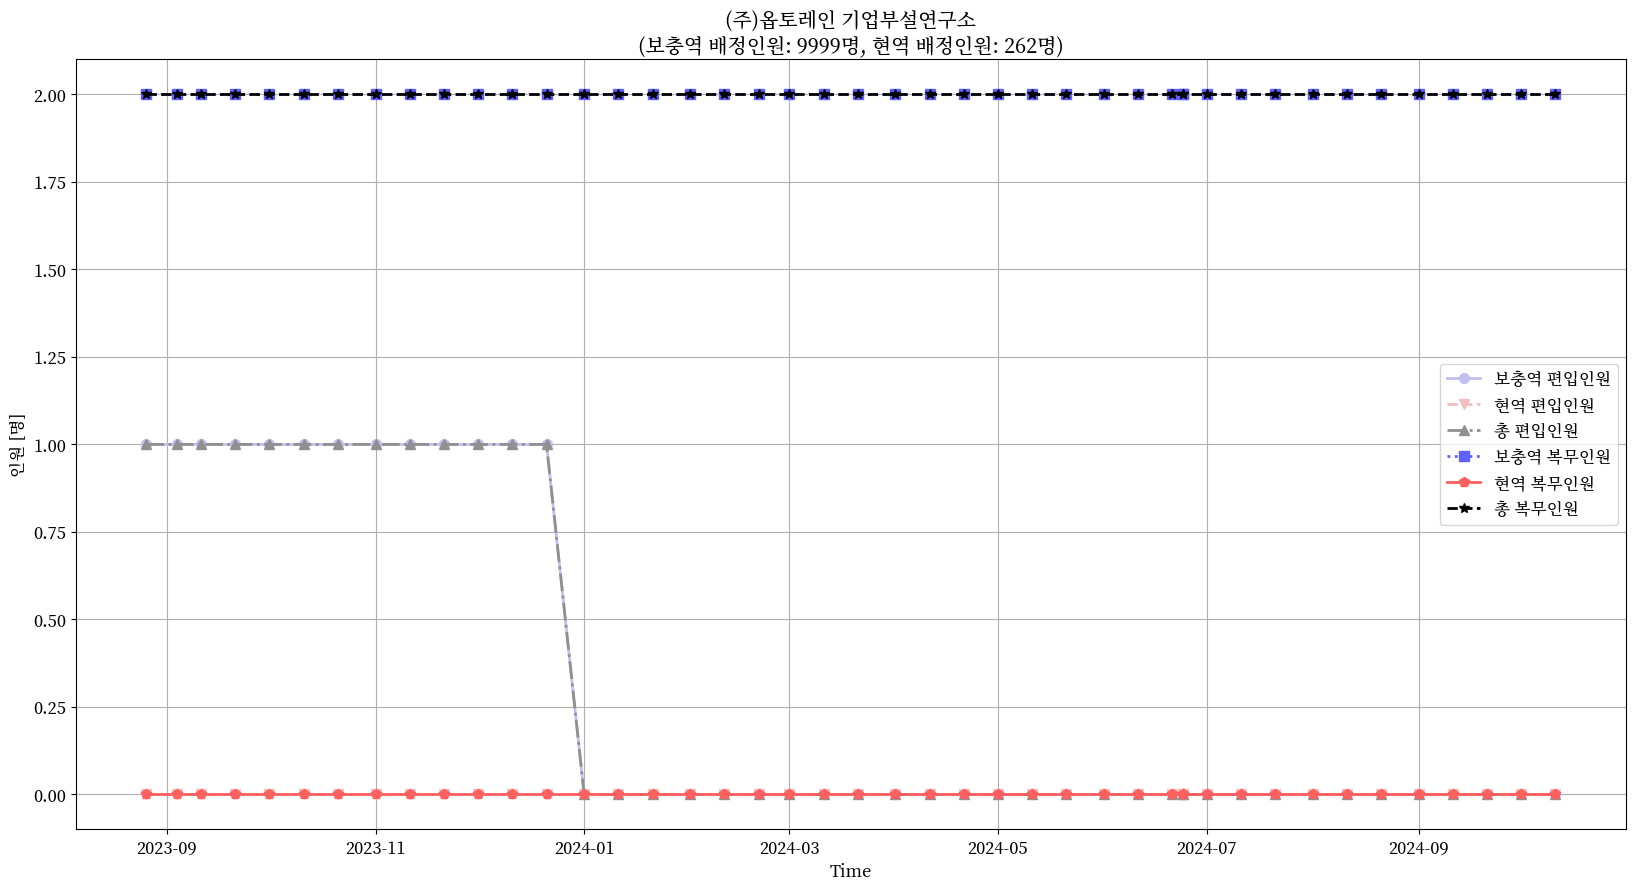 (주)옵토레인 기업부설연구소
(보충역 배정인원: 9999명, 현역 배정인원: 262명)
인원 [명]
2.00
1.75
1.50
1.25
1.00
0.75
0.50
0.25
0.00
보충역 편입인원
현역 편입인원
총 편입인원
보충역 복무인원
현역 복무인원
총 복무인원
2023-09
2023-11
2024-01
2024-03
2024-05
2024-07
2024-09
Time